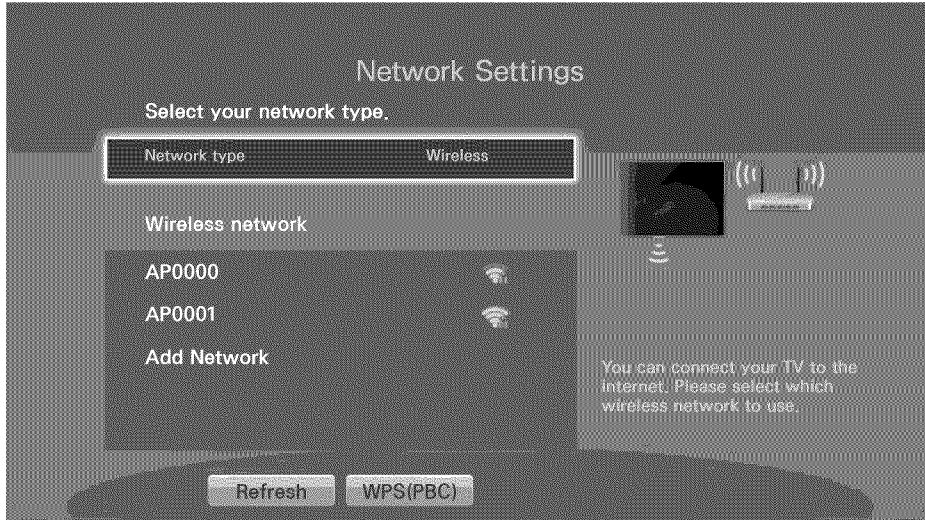 Network Settings
Select your network type.
Network type Wireless
Wireless network
AP0000
AP0001
Add Network
You can connect your TV to the
internet. Please select which
wireless network to use.
Refresh WPS(PBC)